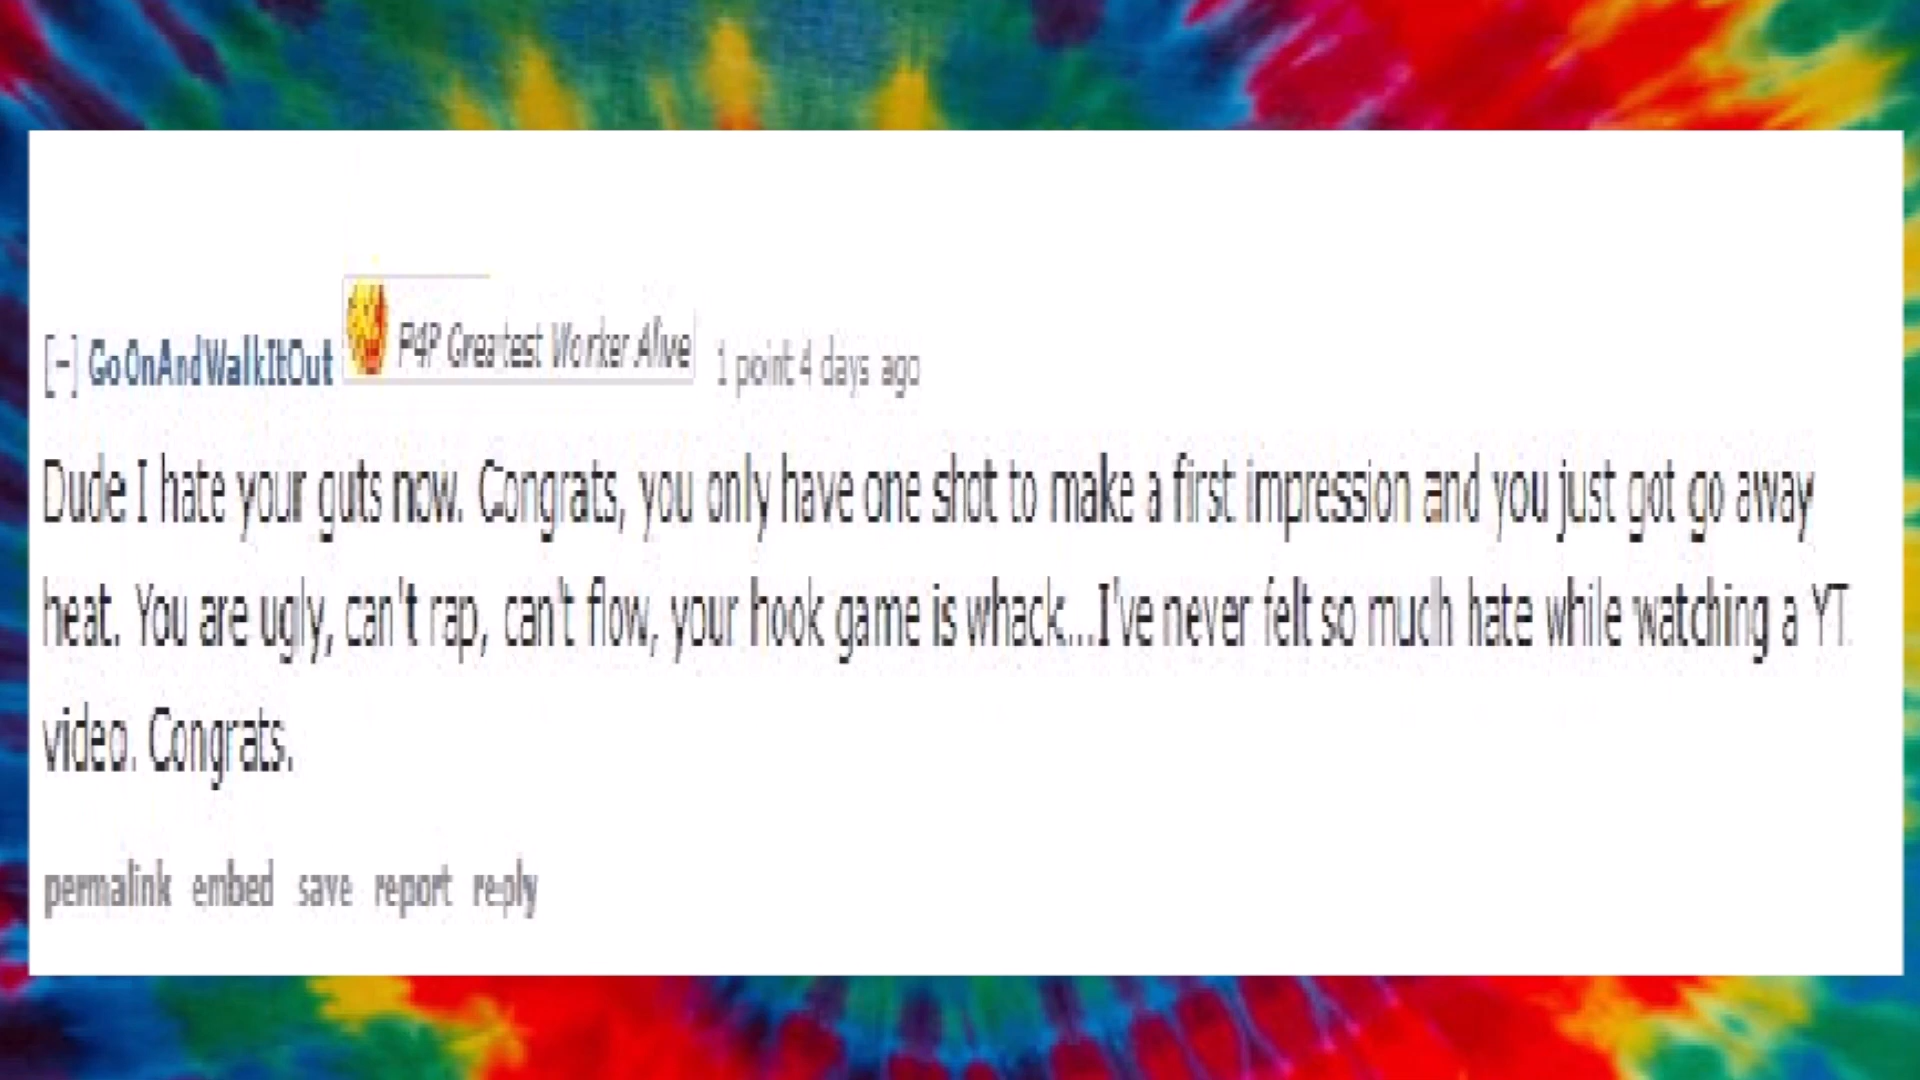 [-] GoOnAndWalkItOut P4P Greatest Worker Alive 1 point 4 days ago
Dude I hate your guts now. Congrats, you only have one shot to make a first impression and you just got go away
heat. You are ugly, can't rap, can't flow, your hook game is whack...I've never felt so much hate while watching a YT
video. Congrats.
permalink embed save report reply